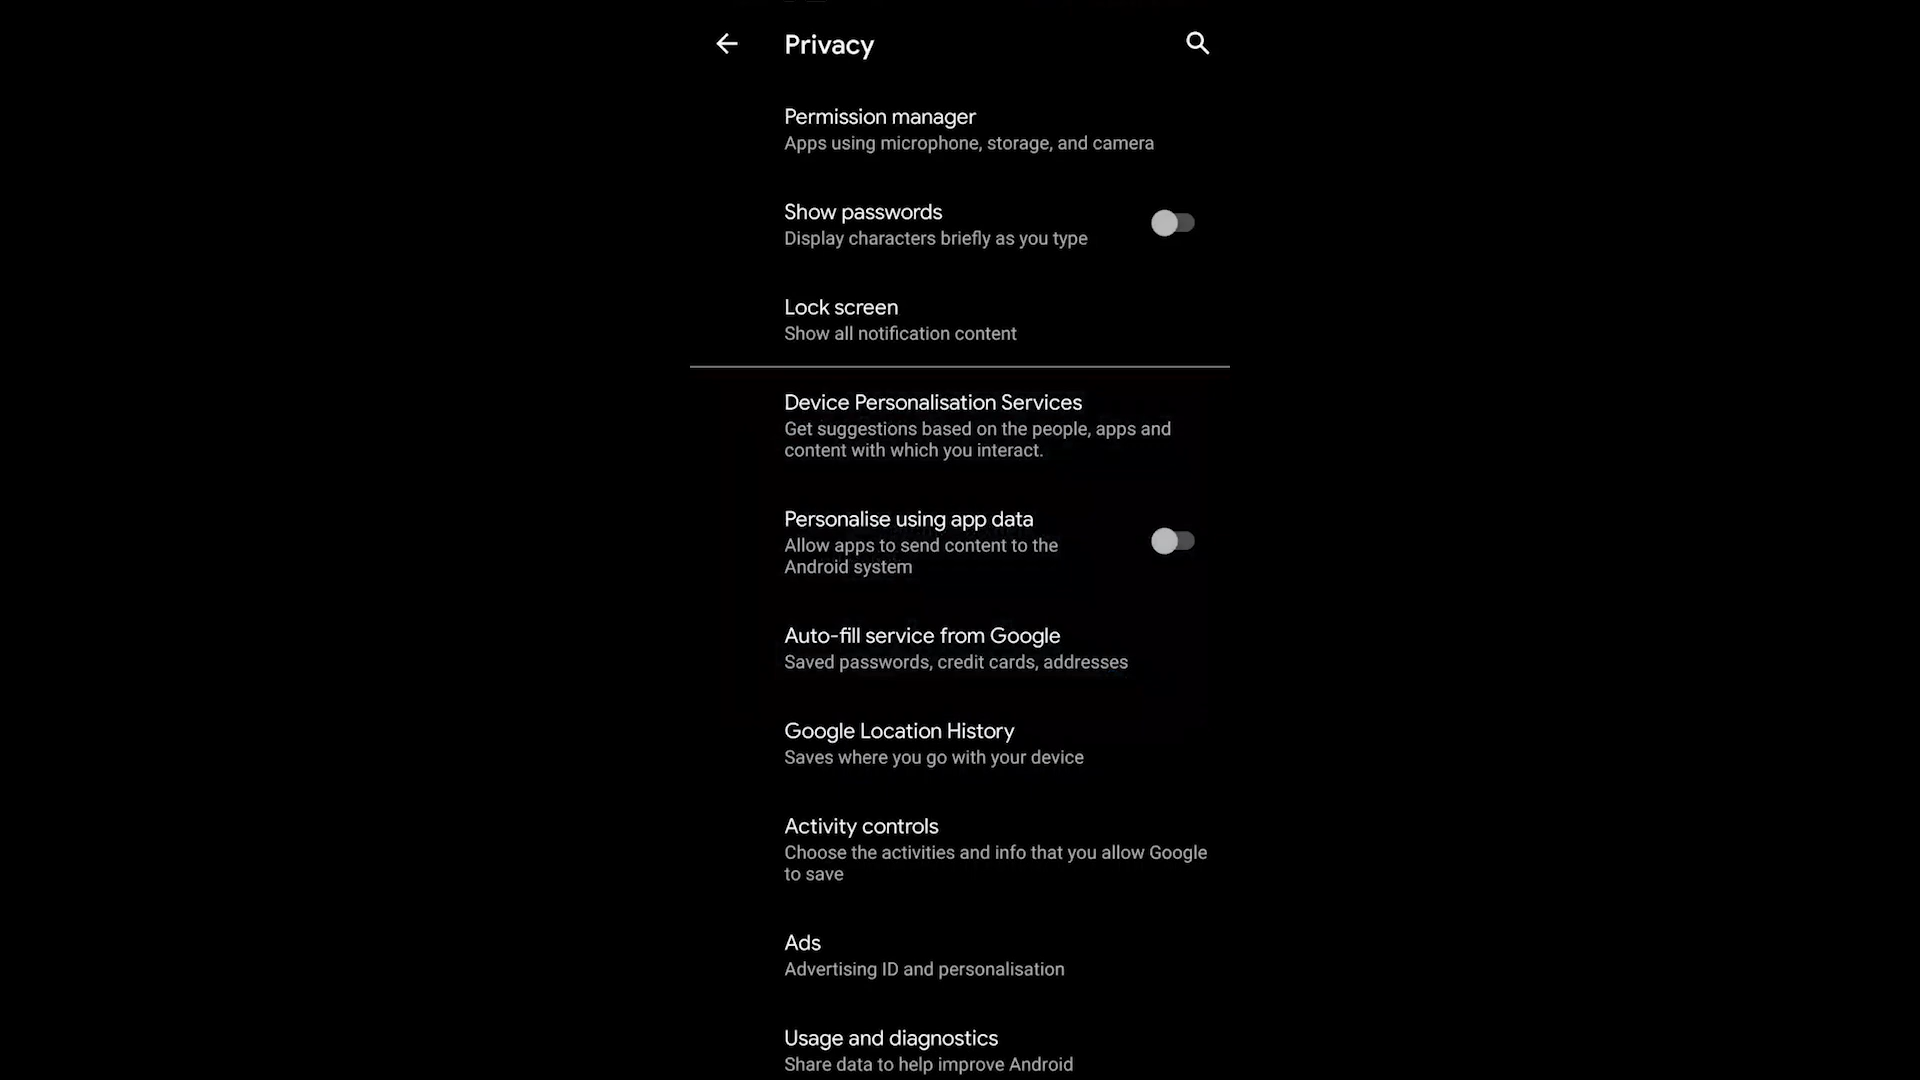 Privacy
Permission manager
Apps using microphone, storage, and camera
Show passwords
Display characters briefly as you type
Lock screen
Show all notification content
Device Personalisation Services
Get suggestions based on the people, apps and
content with which you interact.
Personalise using app data
Allow apps to send content to the
Android system
Auto-fill service from Google
Saved passwords, credit cards, addresses
Google Location History
Saves where you go with your device
Activity controls
Choose the activities and info that you allow Google
to save
Ads
Advertising ID and personalisation
Usage and diagnostics
Share data to help improve Android